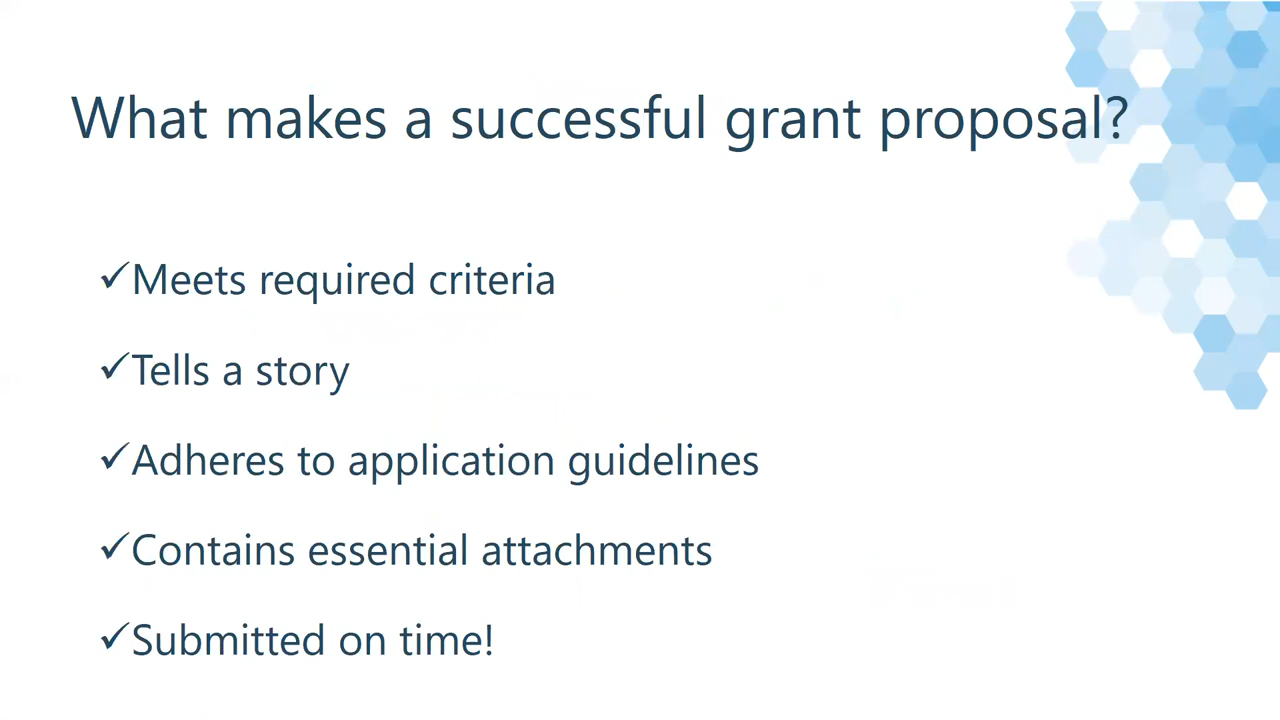 What makes a successful grant proposal?
✓Meets required criteria
✓Tells a story
✓Adheres to application guidelines
✓Contains essential attachments
✓Submitted on time!